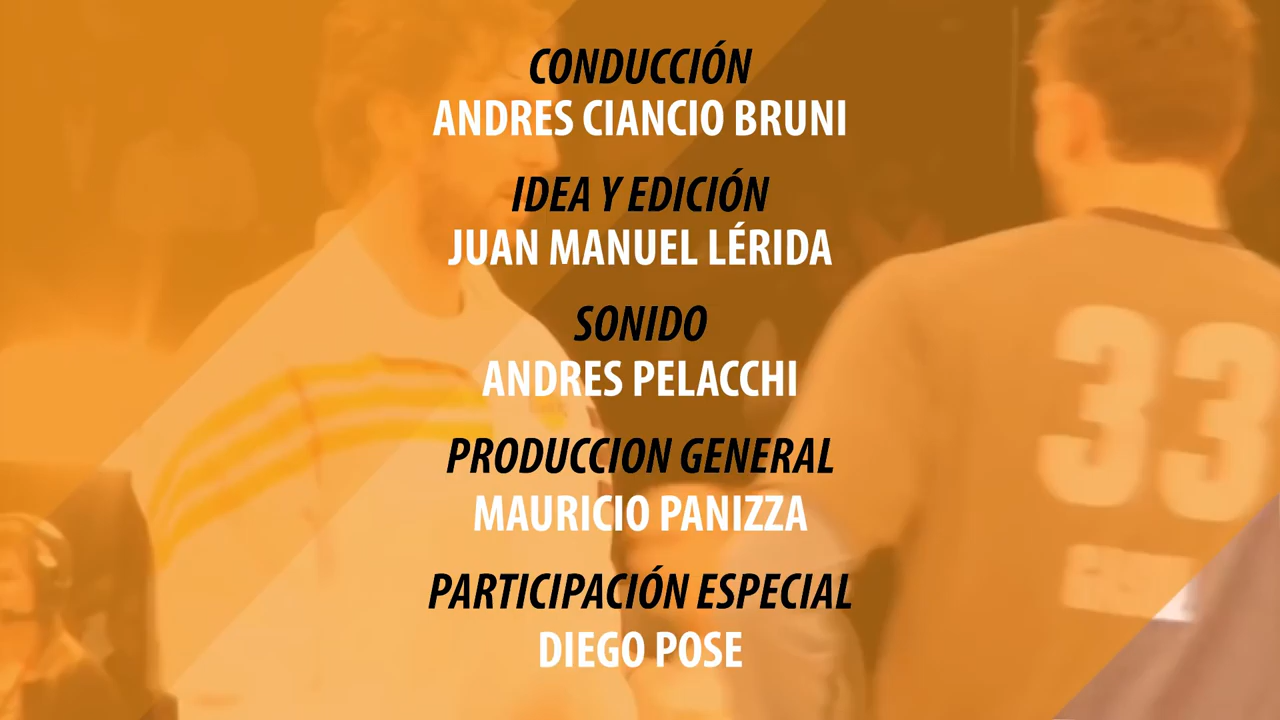 CONDUCCIÓN
ANDRES CIANCIO BRUNI
IDEA Y EDICIÓN
JUAN MANUEL LÉRIDA
SONIDO
ANDRES PELACCHI
PRODUCCION GENERAL
MAURICIO PANIZZA
PARTICIPACIÓN ESPECIAL
DIEGO POSE
33